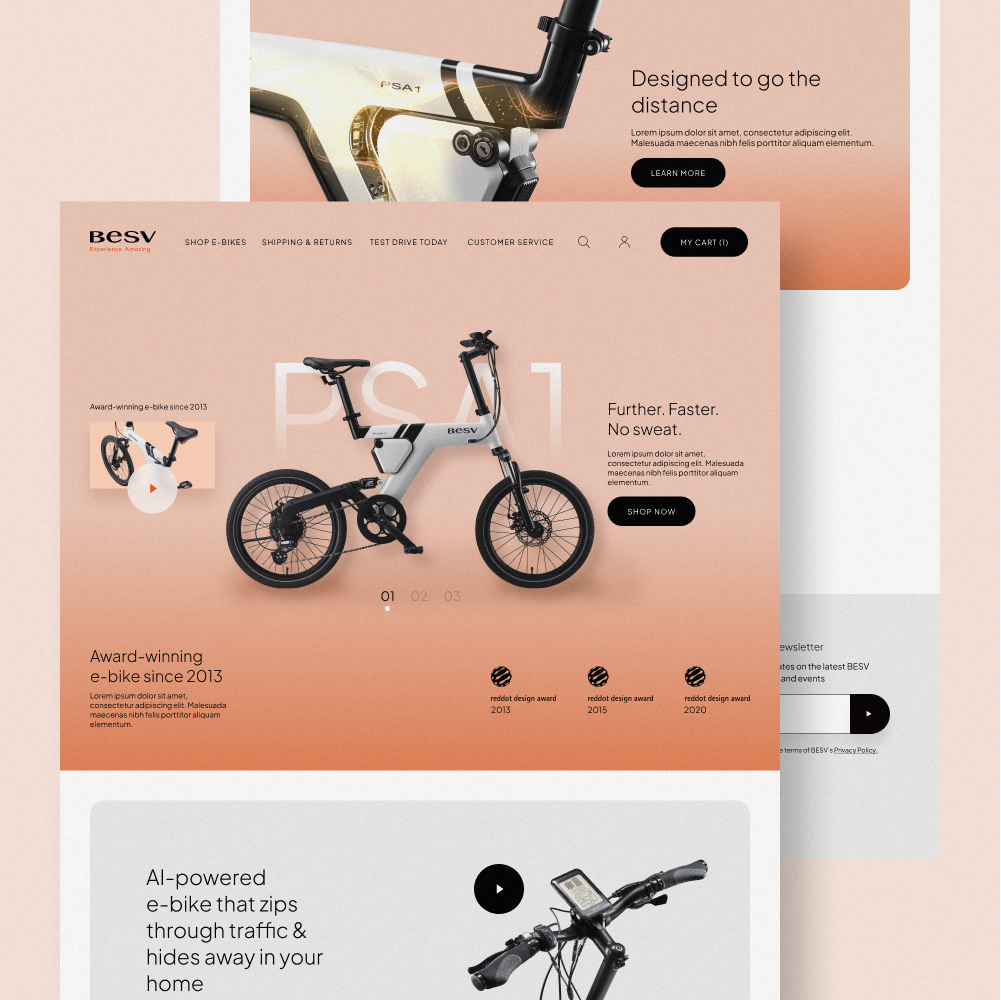 PSA1
Designed to go the
distance
Lorem ipsum dolor sit amet, consectetur adipiscing elit.
Malesuada maecenas nibh felis porttitor aliquam elementum.
LEARN MORE
BESV
Experience Amazing
SHOP E-BIKES
SHIPPING & RETURNS
TEST DRIVE TODAY
CUSTOMER SERVICE
MY CART (1)
PSA1
Award-winning e-bike since 2013
BESV
Further. Faster.
No sweat.
Lorem ipsum dolor sit amet,
consectetur adipiscing elit. Malesuada
maecenas nibh felis porttitor aliquam
elementum.
SHOP NOW
01 02 03
Award-winning
e-bike since 2013
Lorem ipsum dolor sit amet,
consectetur adipiscing elit. Malesuada
maecenas nibh felis porttitor aliquam
elementum.
reddot design award
2013
reddot design award
2015
reddot design award
2020
ewsletter
ates on the latest BESV
and events
e terms of BESV's Privacy Policy.
AI-powered
e-bike that zips
through traffic &
hides away in your
home